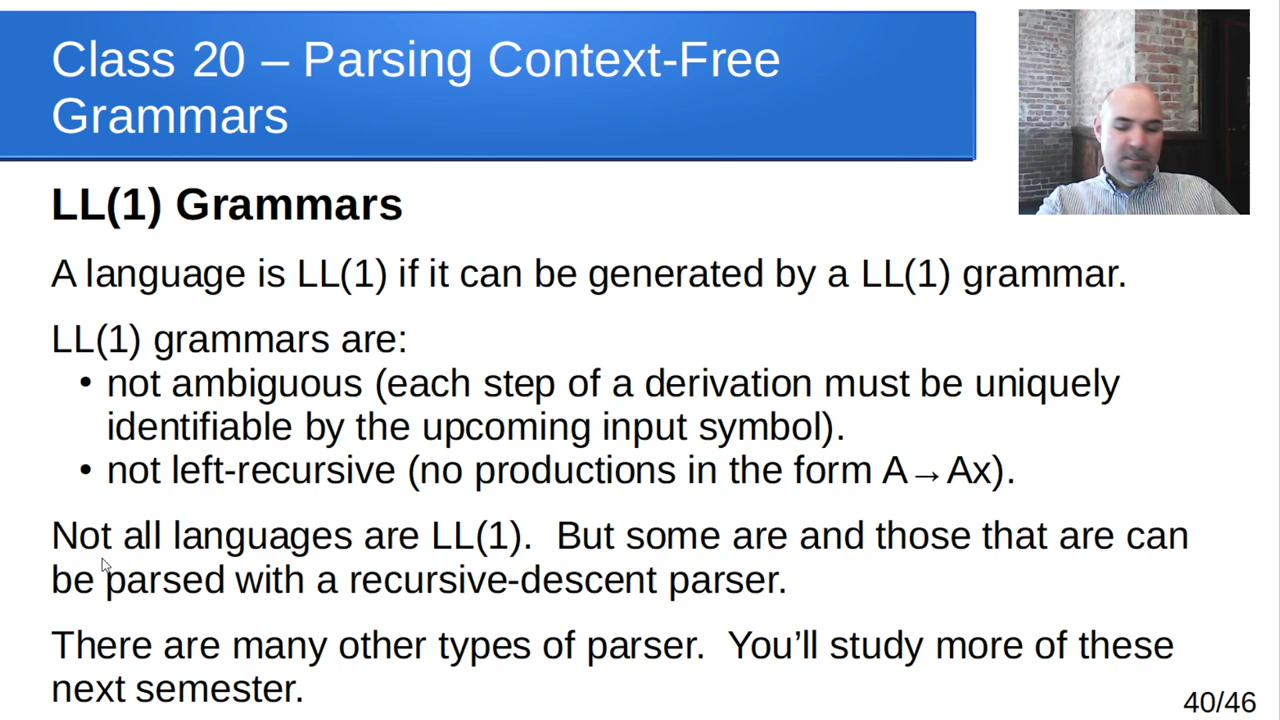 Class 20 – Parsing Context-Free
Grammars
LL(1) Grammars
A language is LL(1) if it can be generated by a LL(1) grammar.
LL(1) grammars are:
• not ambiguous (each step of a derivation must be uniquely
identifiable by the upcoming input symbol).
• not left-recursive (no productions in the form A→Ax).
Not all languages are LL(1).  But some are and those that are can
be parsed with a recursive-descent parser.
There are many other types of parser.  You’ll study more of these
next semester.
40/46